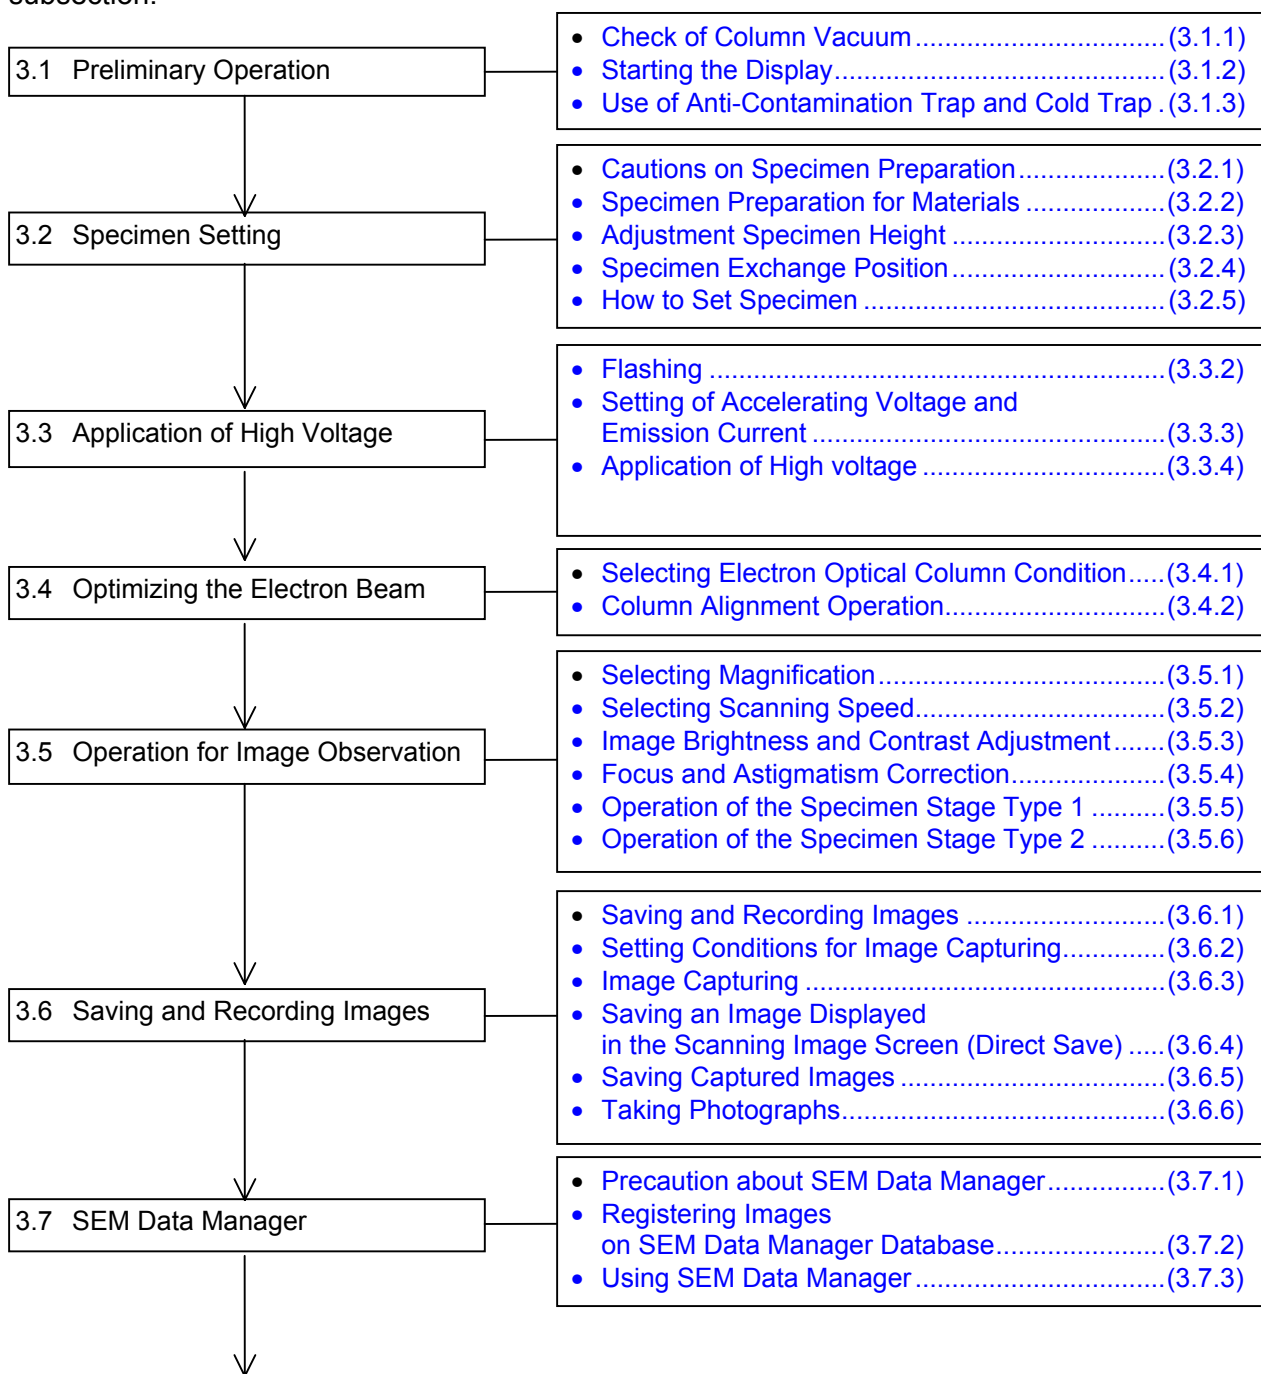 subsection.
3.1 Preliminary Operation
• Check of Column Vacuum..................................(3.1.1)
• Starting the Display............................................(3.1.2)
• Use of Anti-Contamination Trap and Cold Trap .(3.1.3)
3.2 Specimen Setting
• Cautions on Specimen Preparation....................(3.2.1)
• Specimen Preparation for Materials ...................(3.2.2)
• Adjustment Specimen Height .............................(3.2.3)
• Specimen Exchange Position.............................(3.2.4)
• How to Set Specimen .........................................(3.2.5)
3.3 Application of High Voltage
• Flashing .............................................................(3.3.2)
• Setting of Accelerating Voltage and
Emission Current ...............................................(3.3.3)
• Application of High voltage ................................(3.3.4)
3.4 Optimizing the Electron Beam
• Selecting Electron Optical Column Condition.....(3.4.1)
• Column Alignment Operation..............................(3.4.2)
3.5 Operation for Image Observation
• Selecting Magnification.......................................(3.5.1)
• Selecting Scanning Speed..................................(3.5.2)
• Image Brightness and Contrast Adjustment.......(3.5.3)
• Focus and Astigmatism Correction.....................(3.5.4)
• Operation of the Specimen Stage Type 1 ..........(3.5.5)
• Operation of the Specimen Stage Type 2 ..........(3.5.6)
3.6 Saving and Recording Images
• Saving and Recording Images ...........................(3.6.1)
• Setting Conditions for Image Capturing..............(3.6.2)
• Image Capturing .................................................(3.6.3)
• Saving an Image Displayed
in the Scanning Image Screen (Direct Save) .....(3.6.4)
• Saving Captured Images ....................................(3.6.5)
• Taking Photographs............................................(3.6.6)
3.7 SEM Data Manager
• Precaution about SEM Data Manager................(3.7.1)
• Registering Images
on SEM Data Manager Database.......................(3.7.2)
• Using SEM Data Manager..................................(3.7.3)